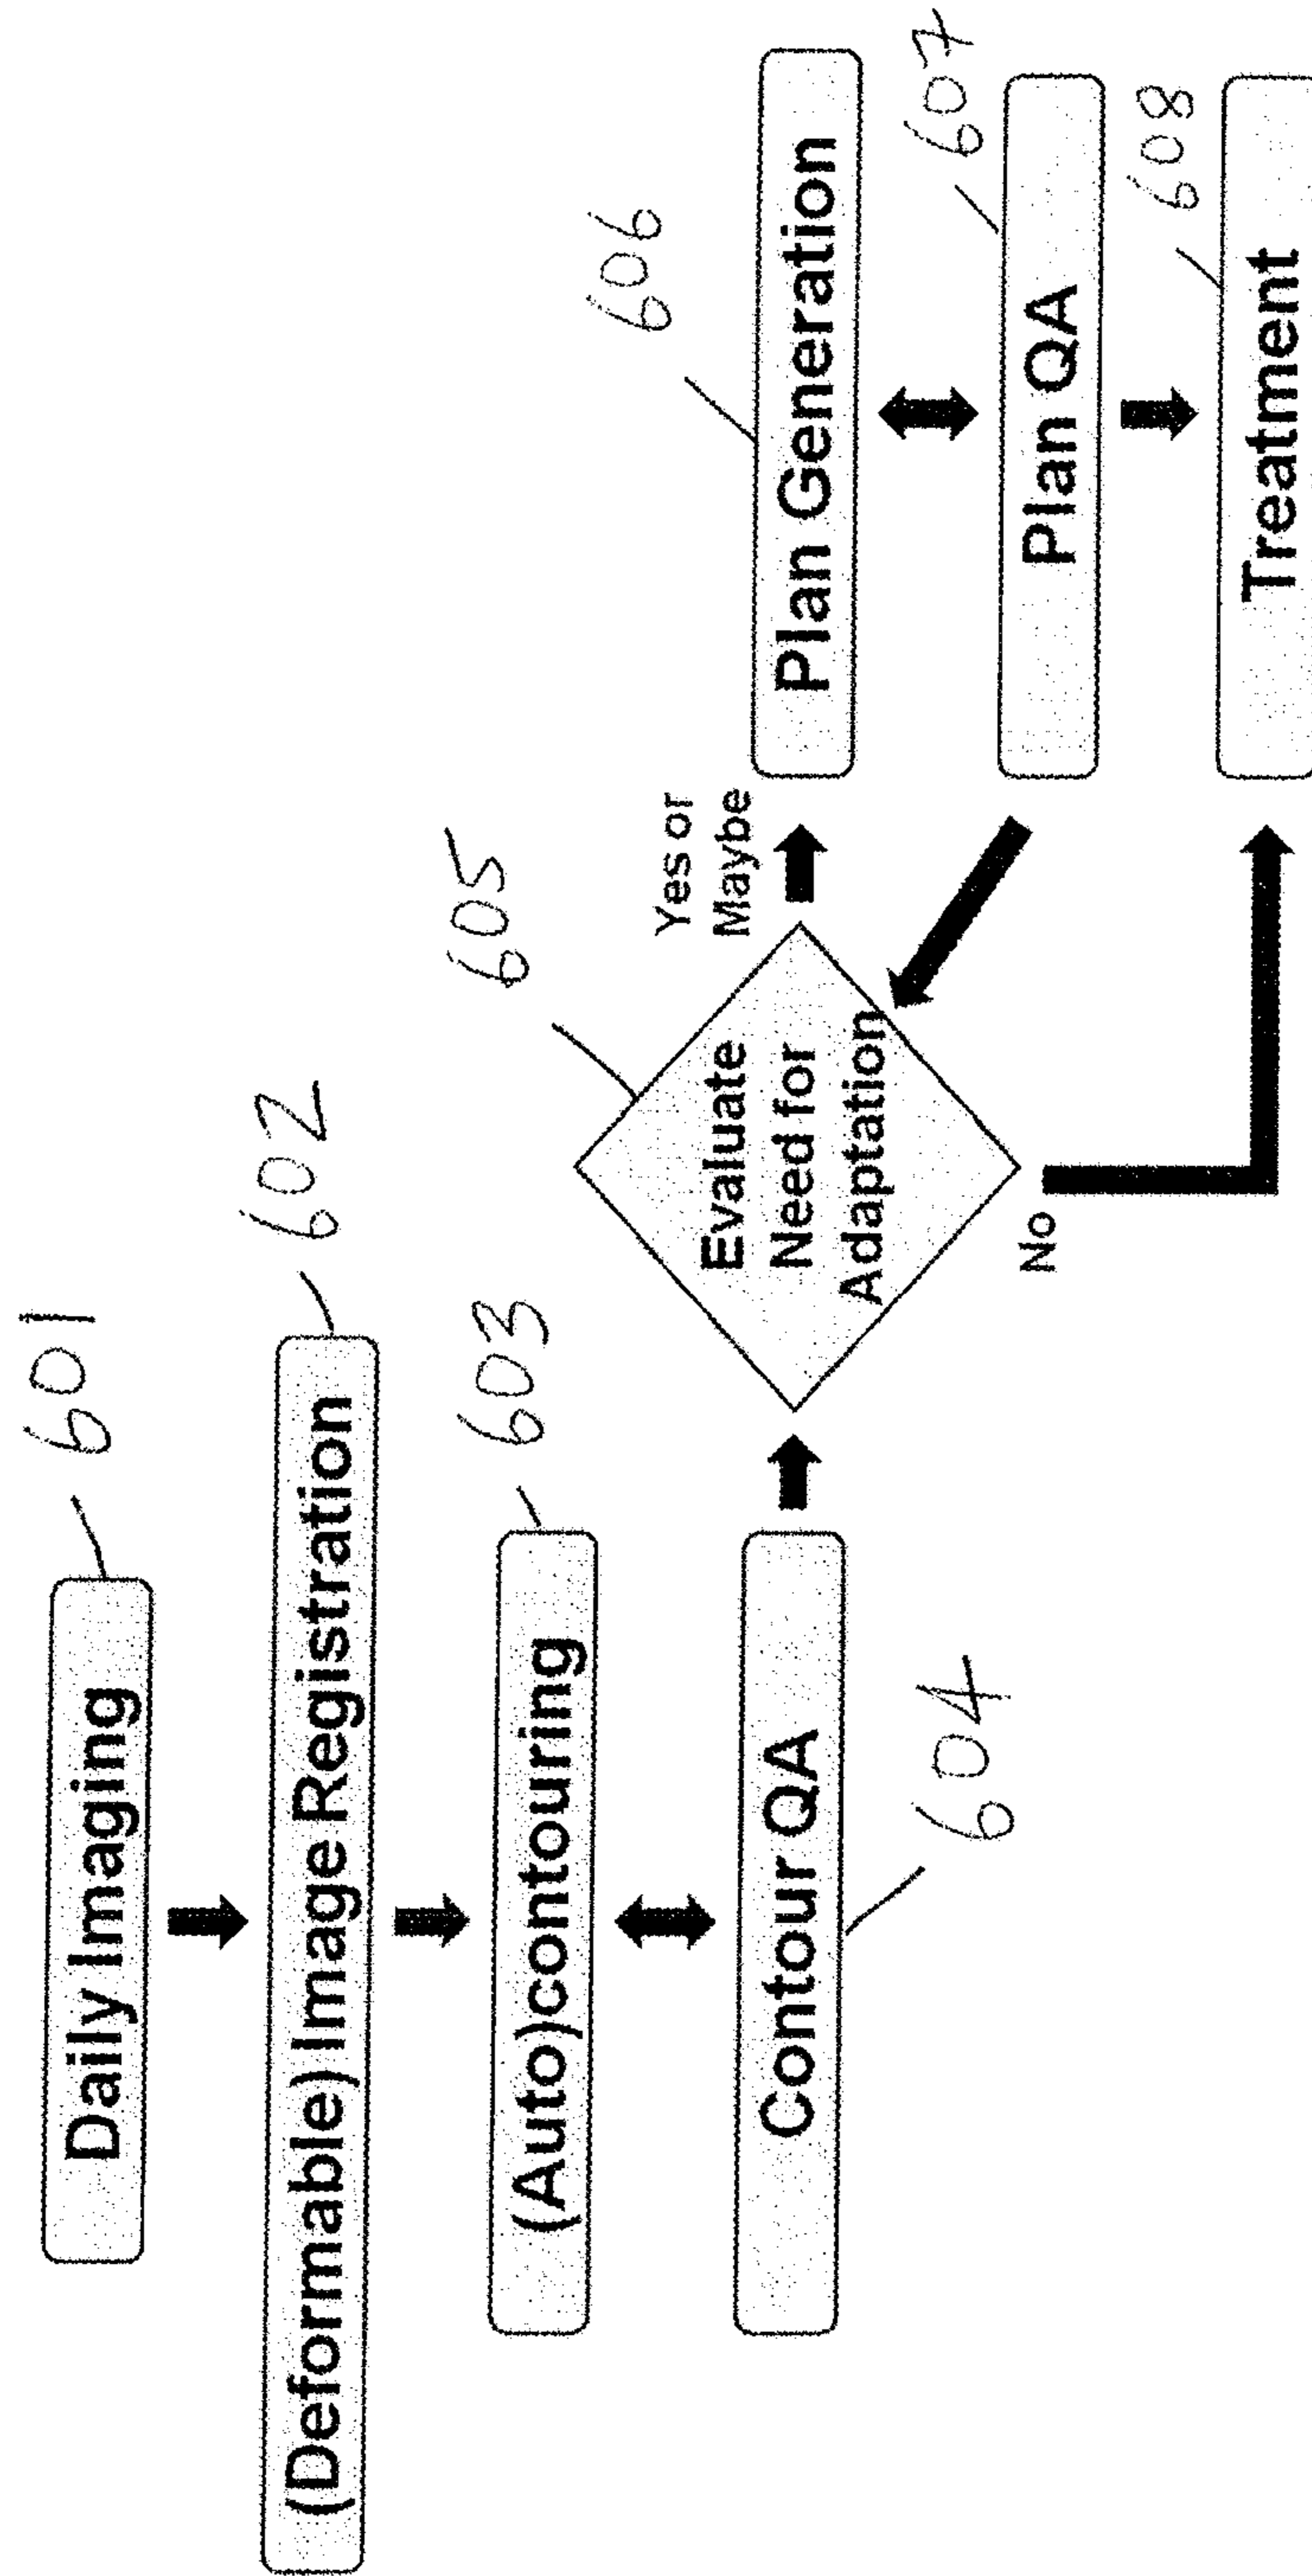 Daily Imaging
601
(Deformable) Image Registration
602
(Auto)contouring
603
Contour QA
604
Evaluate
Need for
Adaptation
605
Yes or
Maybe
No
Plan Generation
606
Plan QA
607
Treatment
608